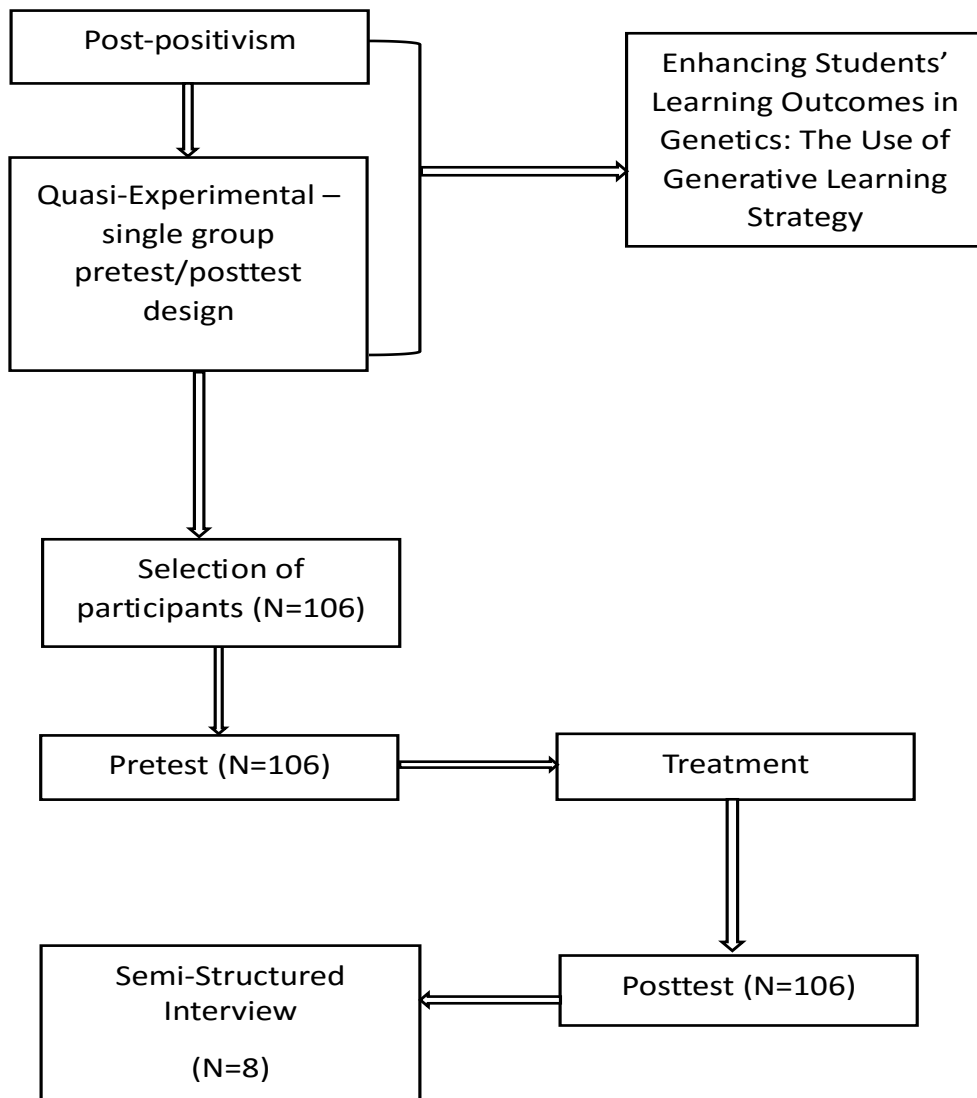 Post-positivism
Enhancing Students’
Learning Outcomes in
Genetics: The Use of
Generative Learning
Strategy
Quasi-Experimental –
single group
pretest/posttest
design
Selection of
participants (N=106)
Pretest (N=106)
Treatment
Semi-Structured
Interview
(N=8)
Posttest (N=106)